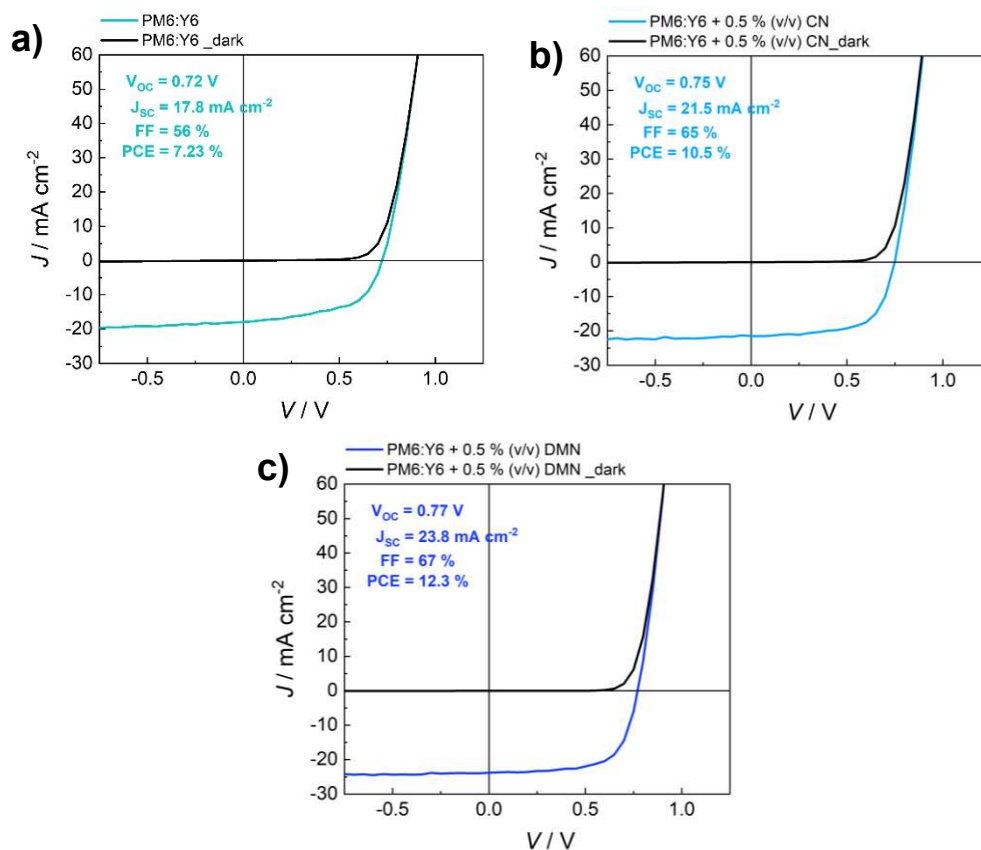 a)
PM6:Y6
PM6:Y6 _dark
V_OC = 0.72 V
J_SC = 17.8 mA cm⁻²
FF = 56 %
PCE = 7.23 %
60
50
40
30
20
10
0
-10
-20
-30
J / mA cm⁻²
-0.5
0.0
0.5
1.0
V / V
b)
PM6:Y6 + 0.5 % (v/v) CN
PM6:Y6 + 0.5 % (v/v) CN_dark
V_OC = 0.75 V
J_SC = 21.5 mA cm⁻²
FF = 65 %
PCE = 10.5 %
60
50
40
30
20
10
0
-10
-20
-30
J / mA cm⁻²
-0.5
0.0
0.5
1.0
V / V
c)
PM6:Y6 + 0.5 % (v/v) DMN
PM6:Y6 + 0.5 % (v/v) DMN _dark
V_OC = 0.77 V
J_SC = 23.8 mA cm⁻²
FF = 67 %
PCE = 12.3 %
60
50
40
30
20
10
0
-10
-20
-30
J / mA cm⁻²
-0.5
0.0
0.5
1.0
V / V